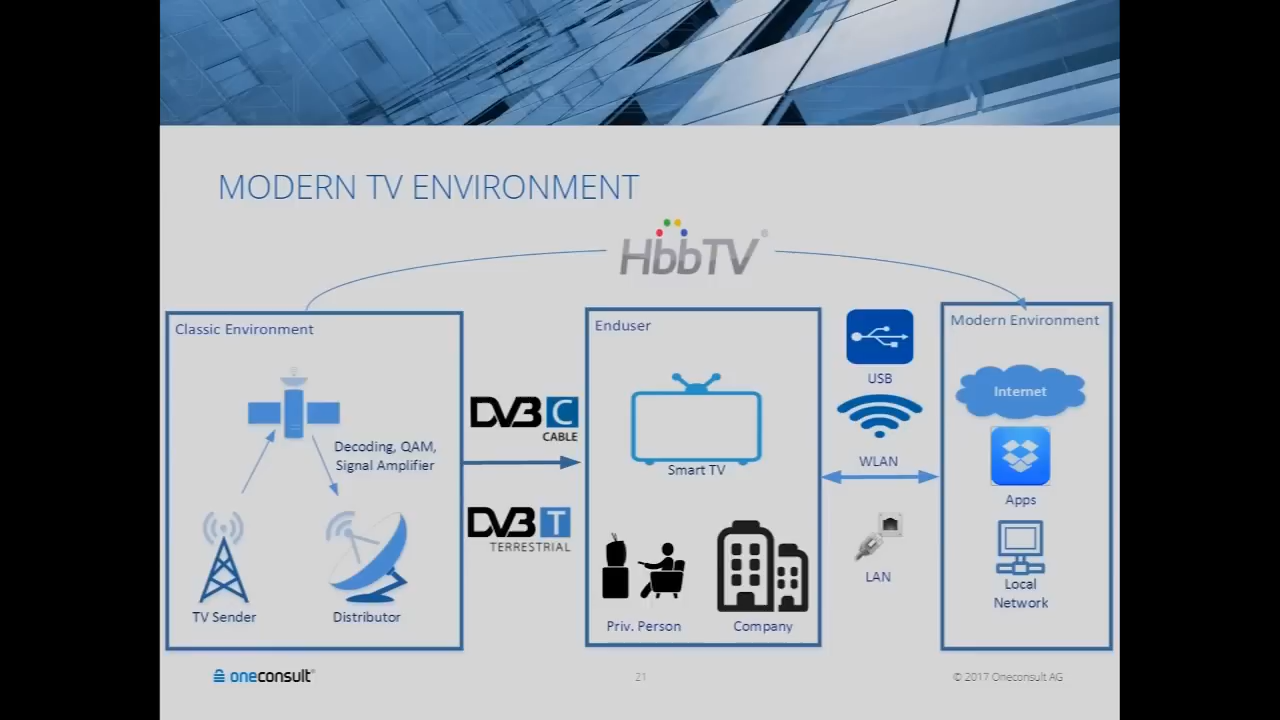 MODERN TV ENVIRONMENT
HbbTV
Classic Environment
Decoding, QAM,
Signal Amplifier
TV Sender
Distributor
DVB C
CABLE
DVB T
TERRESTRIAL
Enduser
Smart TV
Priv. Person
Company
USB
WLAN
LAN
Modern Environment
Internet
Apps
Local
Network
oneconsult
21
© 2017 Oneconsult AG